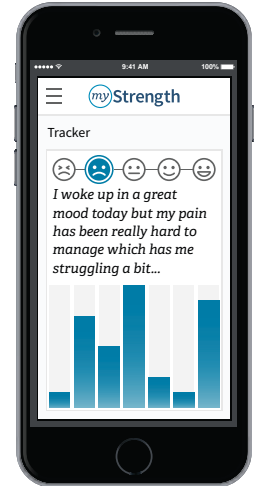 9:41 AM
100%
myStrength
Tracker
I woke up in a great
mood today but my pain
has been really hard to
manage which has me
struggling a bit...